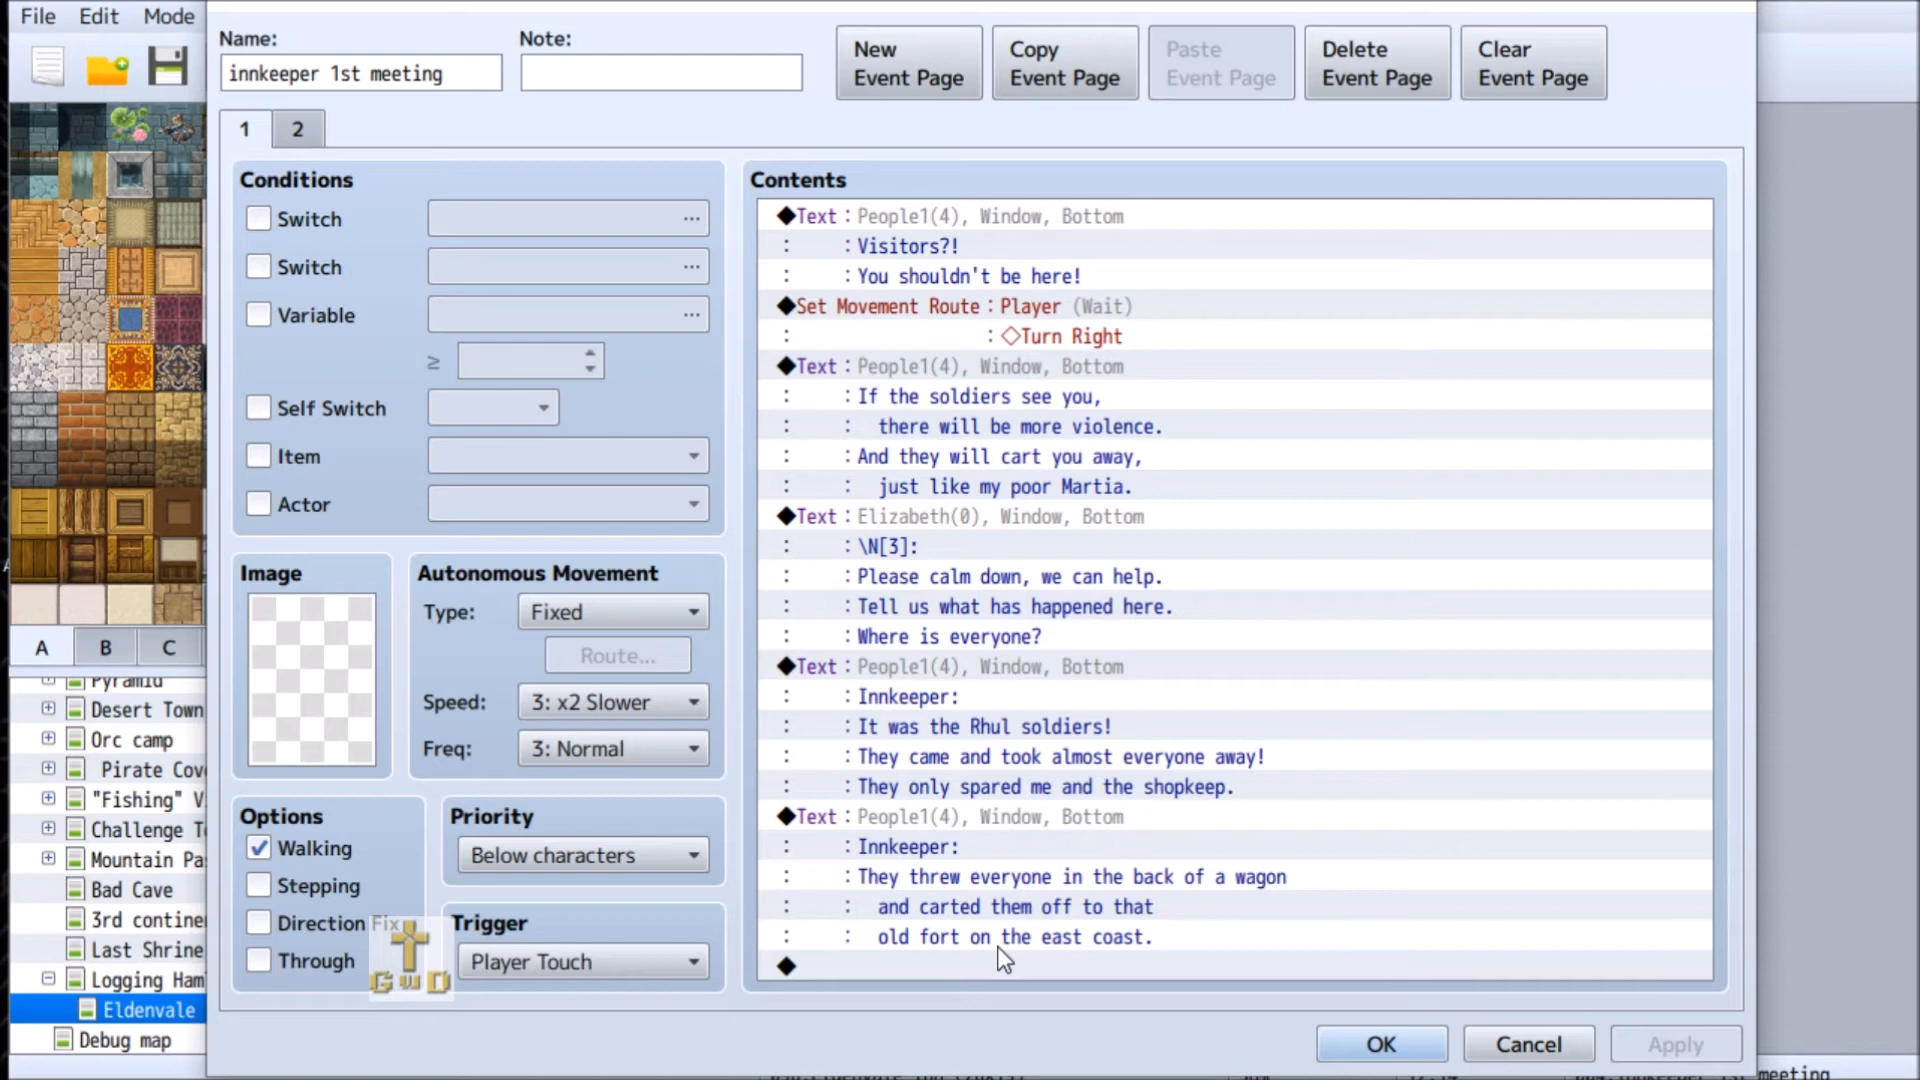 File Edit Mode
Name:
Note:
innkeeper 1st meeting
New
Event Page
Copy
Event Page
Paste
Event Page
Delete
Event Page
Clear
Event Page
1 2
Conditions
Switch ...
Switch ...
Variable ...
≥
Self Switch
Item
Actor
Image
Autonomous Movement
Type: Fixed
Route...
Speed: 3: x2 Slower
Freq: 3: Normal
Options
Walking
Stepping
Direction Fix
Through
Priority
Below characters
Trigger
Player Touch
GWD
Contents
◆Text：People1(4), Window, Bottom
:　　：Visitors?!
:　　：You shouldn't be here!
◆Set Movement Route：Player (Wait)
:　　：◇Turn Right
◆Text：People1(4), Window, Bottom
:　　：If the soldiers see you,
:　　：  there will be more violence.
:　　：And they will cart you away,
:　　：  just like my poor Martia.
◆Text：Elizabeth(0), Window, Bottom
:　　：\N[3]:
:　　：Please calm down, we can help.
:　　：Tell us what has happened here.
:　　：Where is everyone?
◆Text：People1(4), Window, Bottom
:　　：Innkeeper:
:　　：It was the Rhul soldiers!
:　　：They came and took almost everyone away!
:　　：They only spared me and the shopkeep.
◆Text：People1(4), Window, Bottom
:　　：Innkeeper:
:　　：They threw everyone in the back of a wagon
:　　：  and carted them off to that
:　　：  old fort on the east coast.
◆
A B C
Pyramid
Desert Town
Orc camp
Pirate Cov
"Fishing" V
Challenge T
Mountain Pa
Bad Cave
3rd contine
Last Shrine
Logging Ham
Eldenvale
Debug map
OK Cancel Apply
meeting